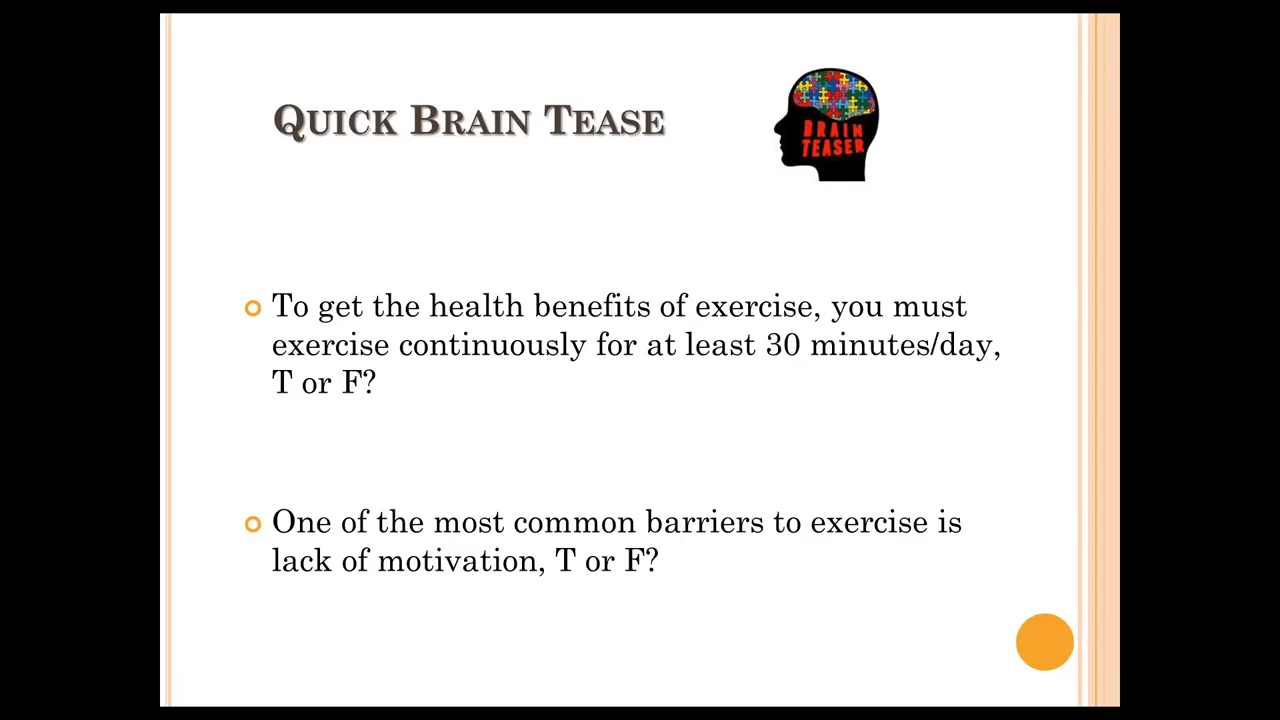 QUICK BRAIN TEASE
BRAIN
TEASER
To get the health benefits of exercise, you must
exercise continuously for at least 30 minutes/day,
T or F?
One of the most common barriers to exercise is
lack of motivation, T or F?